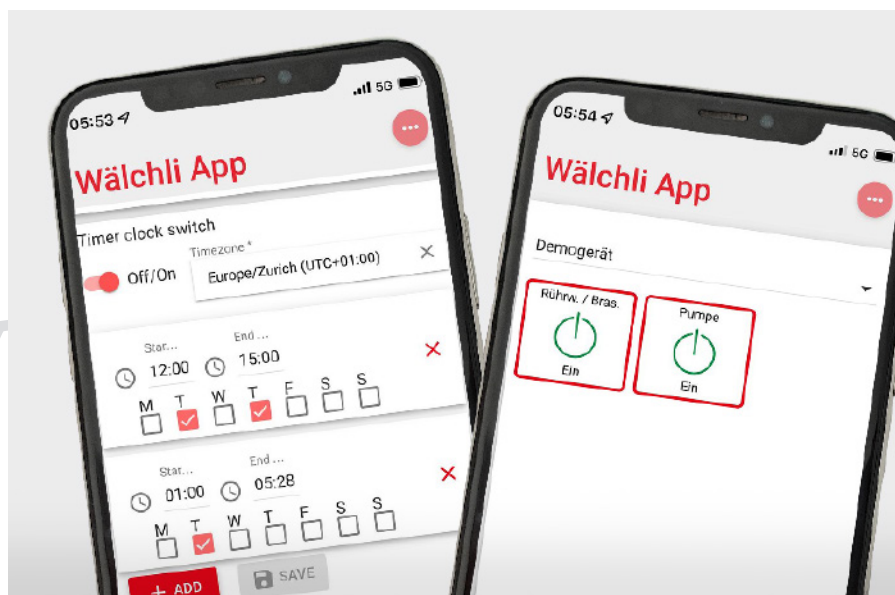 05:53
5G
Wälchli App
Timer clock switch
Off/On
Timezone *
Europe/Zurich (UTC+01:00)
Star...
End ...
12:00
15:00
M T W T F S S
Star...
End ...
01:00
05:28
M T W T F S S
+ ADD
SAVE
05:54
5G
Wälchli App
Demogerät
Rührw. / Bras.
Ein
Pumpe
Ein